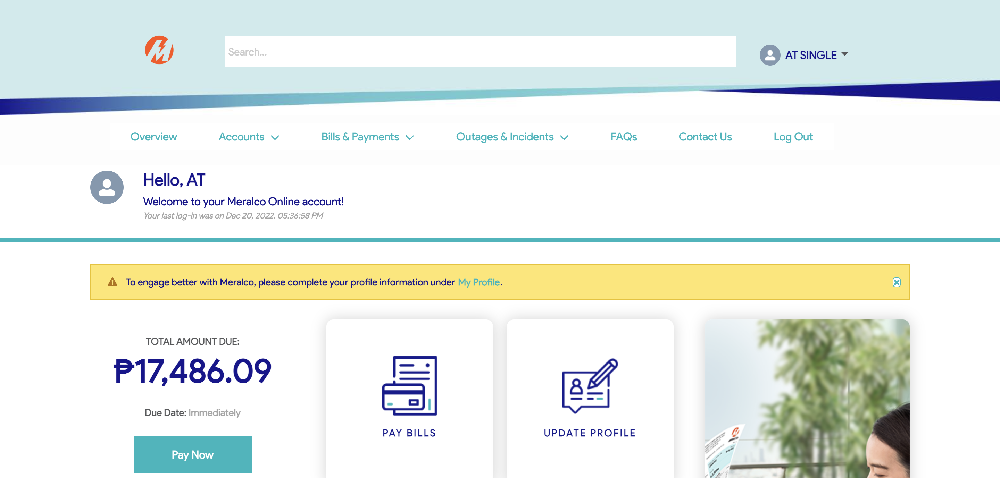 Search...
AT SINGLE
Overview
Accounts
Bills & Payments
Outages & Incidents
FAQs
Contact Us
Log Out
Hello, AT
Welcome to your Meralco Online account!
Your last log-in was on Dec 20, 2022, 05:36:58 PM
To engage better with Meralco, please complete your profile information under My Profile.
TOTAL AMOUNT DUE:
₱17,486.09
Due Date: Immediately
Pay Now
PAY BILLS
UPDATE PROFILE